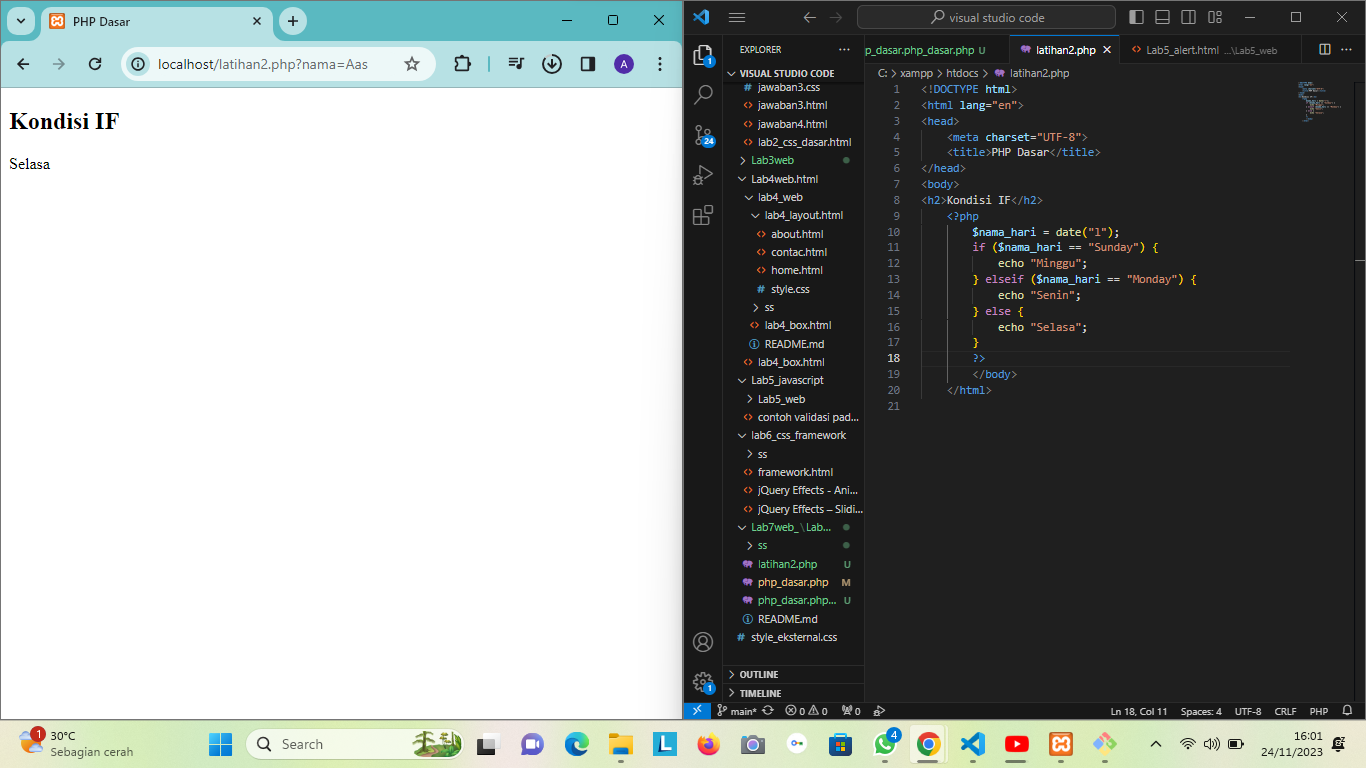 PHP Dasar
localhost/latihan2.php?nama=Aas
A
Kondisi IF
Selasa
visual studio code
EXPLORER
p_dasar.php_dasar.php U
latihan2.php
Lab5_alert.html ...\Lab5_web
C: > xampp > htdocs > latihan2.php
VISUAL STUDIO CODE
jawaban3.css
jawaban3.html
jawaban4.html
lab2_css_dasar.html
Lab3web
Lab4web.html
lab4_web
lab4_layout.html
about.html
contac.html
home.html
style.css
ss
lab4_box.html
README.md
lab4_box.html
Lab5_javascript
Lab5_web
contoh validasi pad...
lab6_css_framework
ss
framework.html
jQuery Effects - Ani...
jQuery Effects – Slidi...
Lab7web_\Lab...
ss
latihan2.php U
php_dasar.php M
php_dasar.php... U
README.md
style_eksternal.css
OUTLINE
TIMELINE
1
24
1
1 <!DOCTYPE html>
2 <html lang="en">
3 <head>
4 <meta charset="UTF-8">
5 <title>PHP Dasar</title>
6 </head>
7 <body>
8 <h2>Kondisi IF</h2>
9 <?php
10 $nama_hari = date("l");
11 if ($nama_hari == "Sunday") {
12 echo "Minggu";
13 } elseif ($nama_hari == "Monday") {
14 echo "Senin";
15 } else {
16 echo "Selasa";
17 }
18 ?>
19 </body>
20 </html>
21
main* 0 0 0 Ln 18, Col 11 Spaces: 4 UTF-8 CRLF PHP
1
30°C
Sebagian cerah
Search
L
4
16:01
24/11/2023